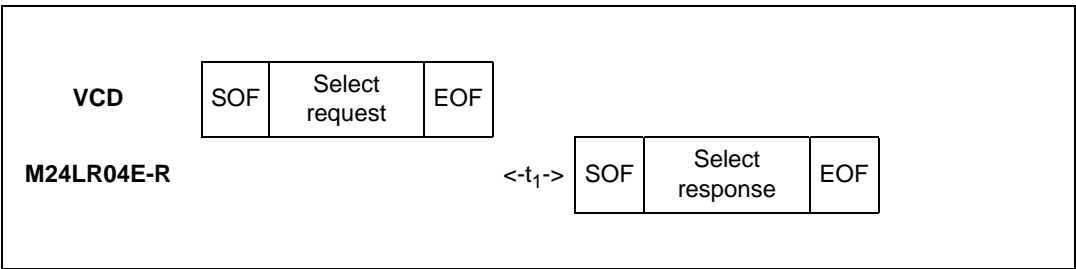 VCD SOF Select request EOF
M24LR04E-R <-t1-> SOF Select response EOF